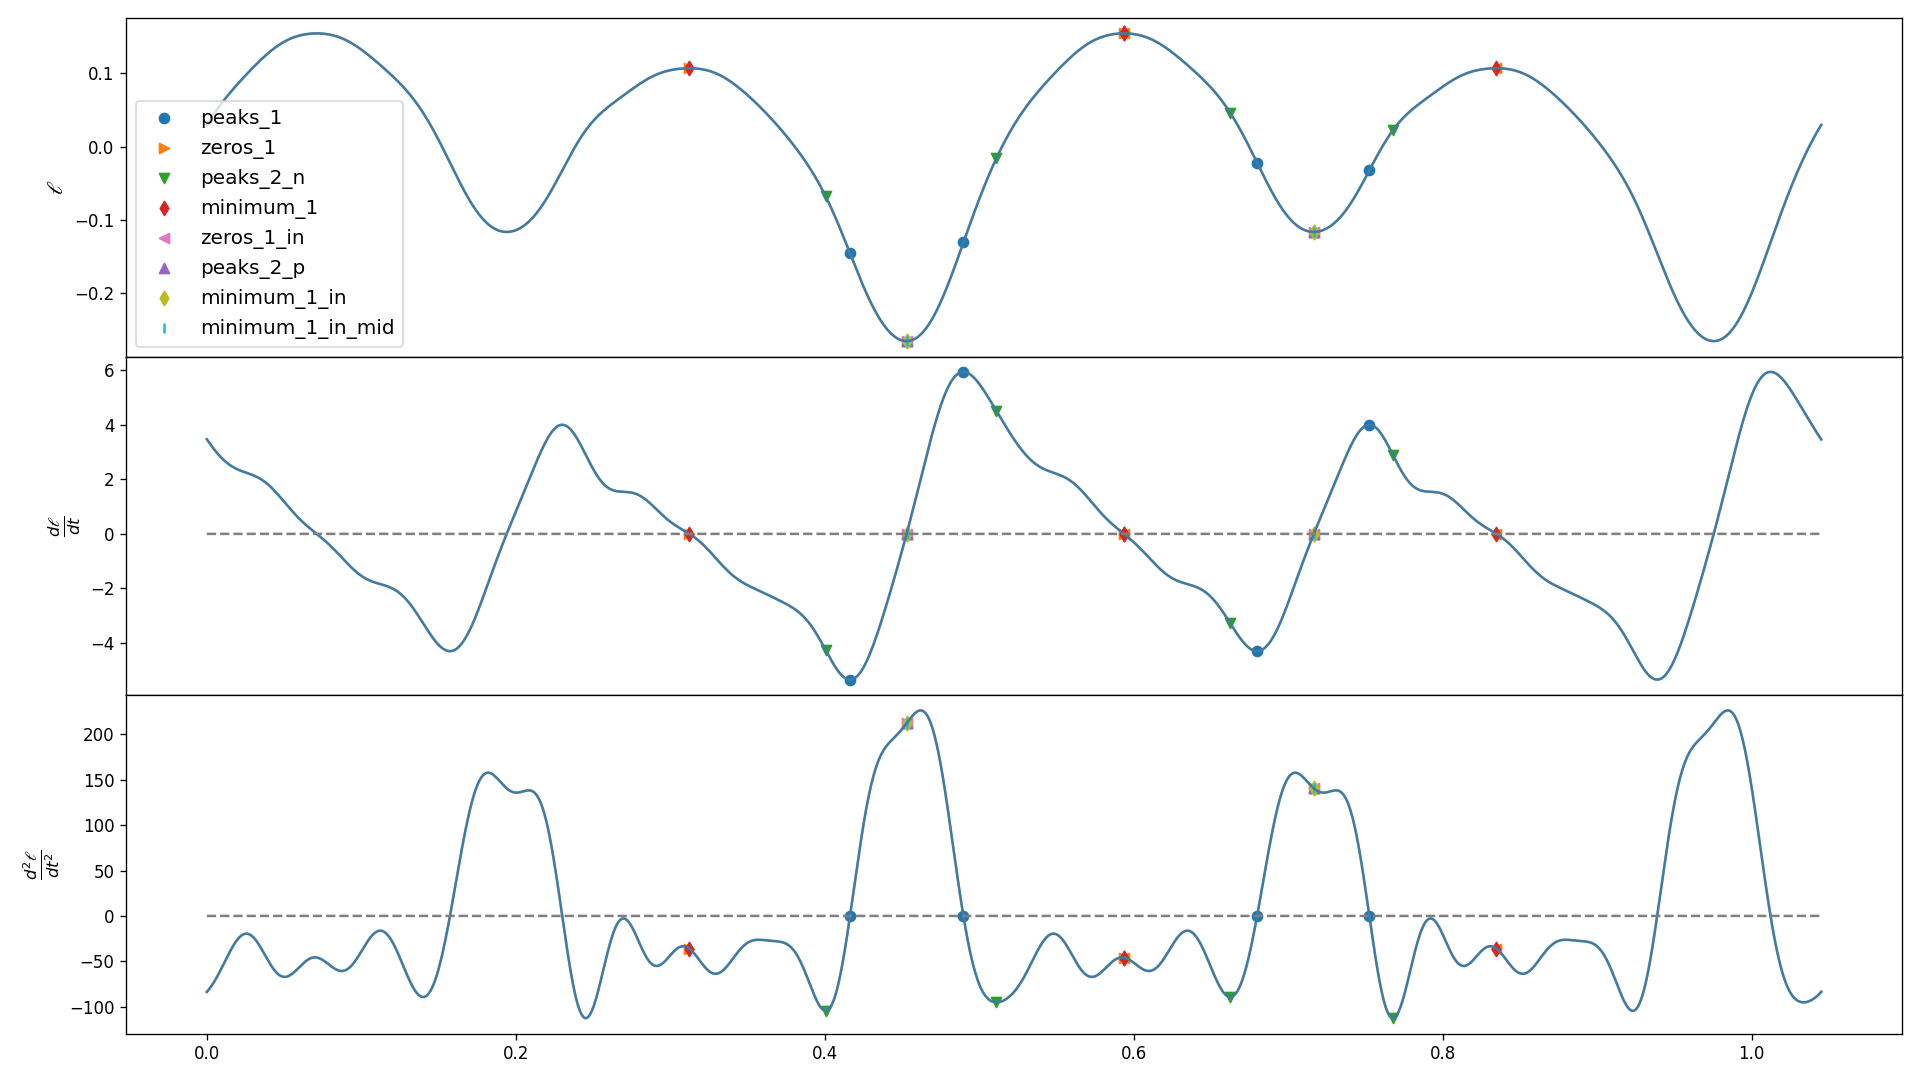 0.1
0.0
−0.1
−0.2
ℓ
peaks_1
zeros_1
peaks_2_n
minimum_1
zeros_1_in
peaks_2_p
minimum_1_in
minimum_1_in_mid
6
4
2
0
−2
−4
dℓ
dt
200
150
100
50
0
−50
−100
d²ℓ
dt²
0.0 0.2 0.4 0.6 0.8 1.0